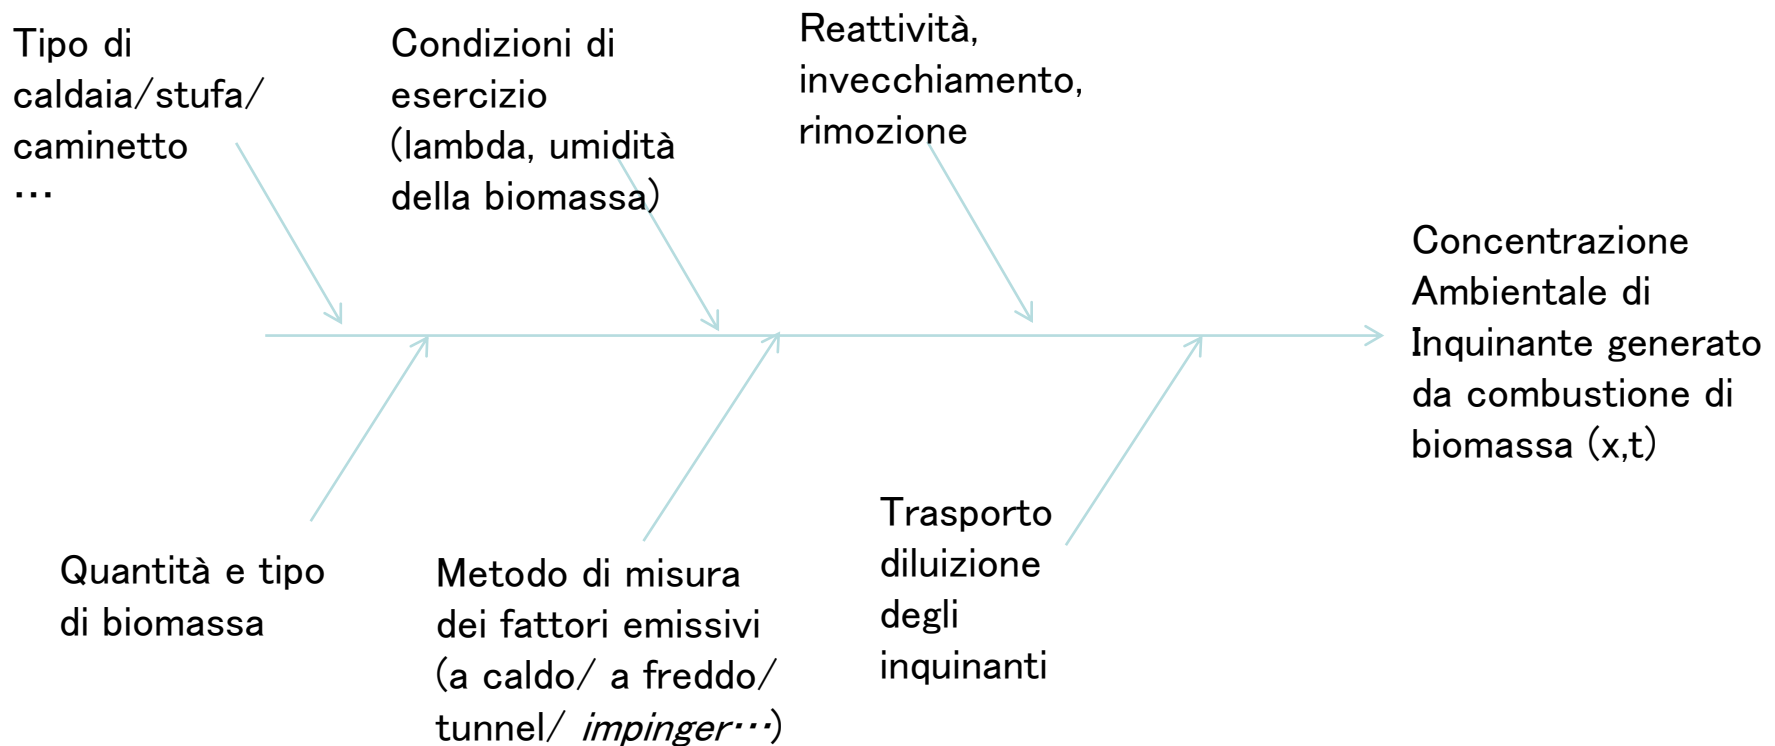 Tipo di
caldaia/stufa/
caminetto
…
Condizioni di
esercizio
(lambda, umidità
della biomassa)
Reattività,
invecchiamento,
rimozione
Concentrazione
Ambientale di
Inquinante generato
da combustione di
biomassa (x,t)
Quantità e tipo
di biomassa
Metodo di misura
dei fattori emissivi
(a caldo/ a freddo/
tunnel/ impinger…)
Trasporto
diluizione
degli
inquinanti